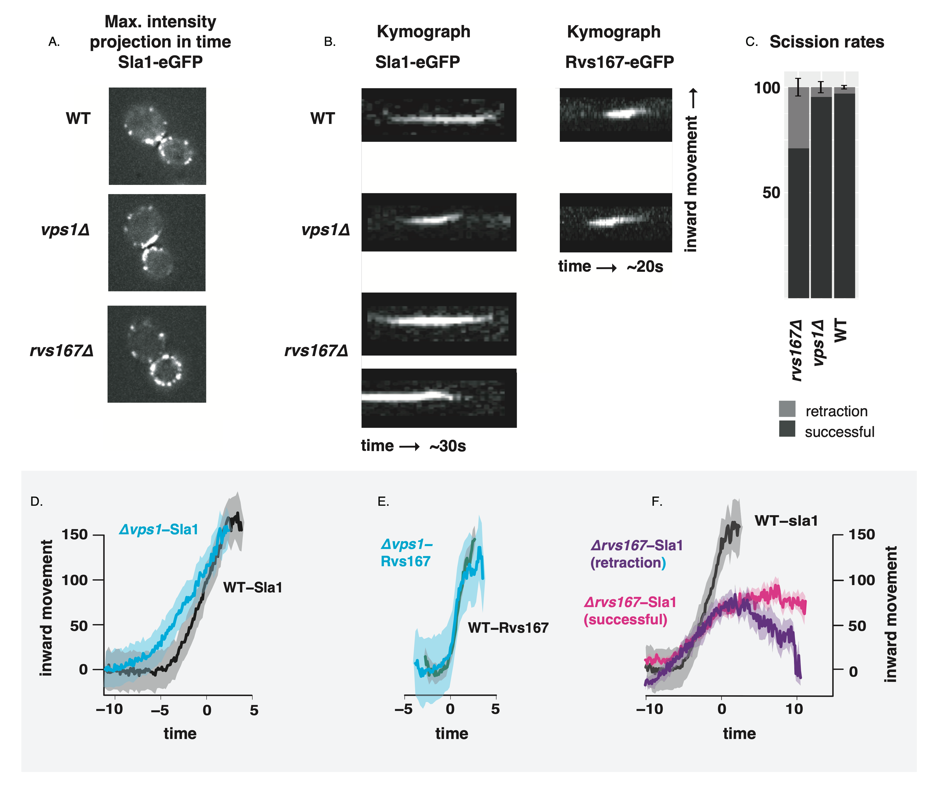 A.
Max. intensity
projection in time
Sla1-eGFP
WT
vps1Δ
rvs167Δ
B.
Kymograph
Sla1-eGFP
Kymograph
Rvs167-eGFP
WT
vps1Δ
rvs167Δ
inward movement →
time → ~20s
time → ~30s
C. Scission rates
100
50
rvs167Δ
vps1Δ
WT
retraction
successful
D.
Δvps1–Sla1
WT–Sla1
inward movement
150
100
50
0
−10 −5 0 5
time
E.
Δvps1–
Rvs167
WT–Rvs167
−5 0 5
time
F.
WT–sla1
Δrvs167–Sla1
(retraction)
Δrvs167–Sla1
(successful)
150
100
50
0
inward movement
−10 0 10
time